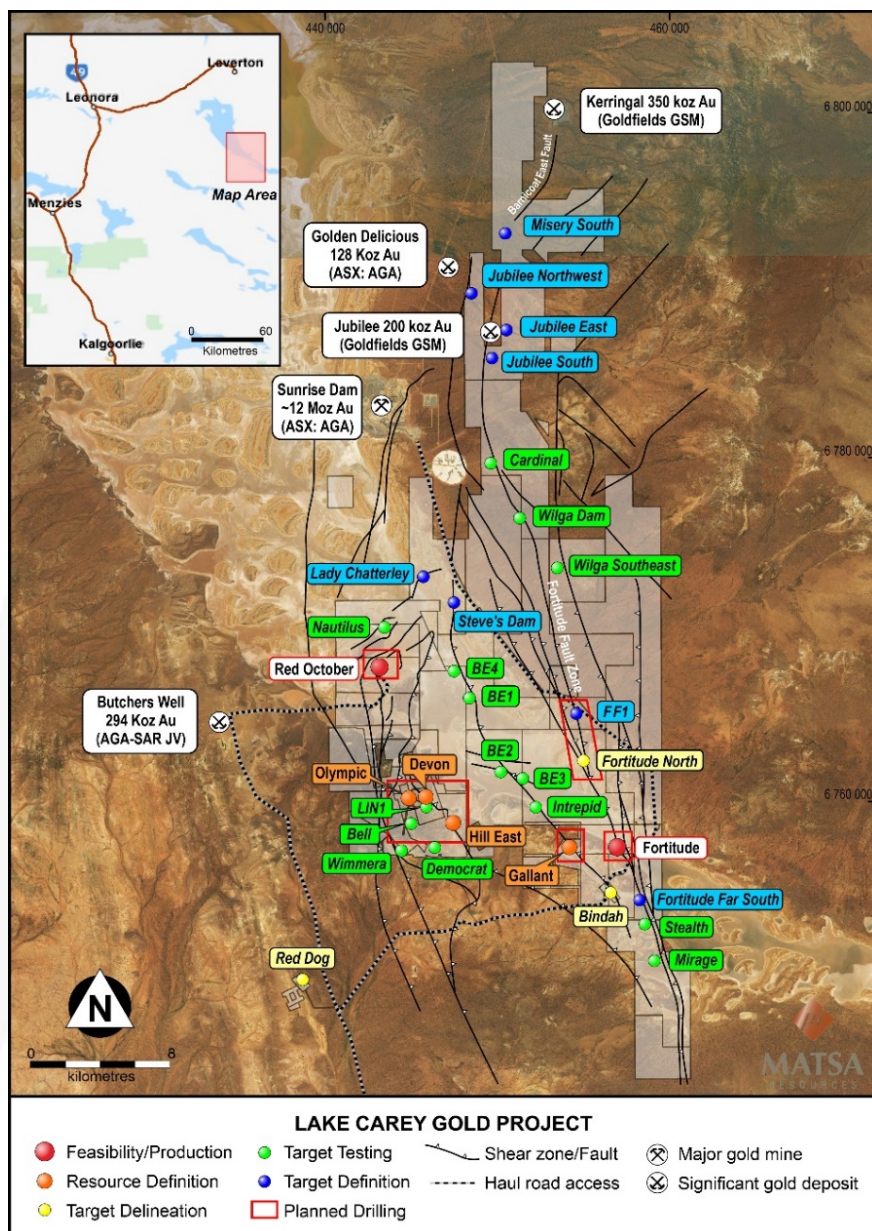 440 000
460 000
Laverton
Leonora
Map Area
Menzies
0 60
Kilometres
Kalgoorlie
6 800 000
Kerringal 350 koz Au
(Goldfields GSM)
Barnicoat East Fault
Misery South
Golden Delicious
128 Koz Au
(ASX: AGA)
Jubilee Northwest
Jubilee 200 koz Au
(Goldfields GSM)
Jubilee East
Jubilee South
Sunrise Dam
~12 Moz Au
(ASX: AGA)
6 780 000
Cardinal
Wilga Dam
Wilga Southeast
Lady Chatterley
Steve's Dam
Fortitude Fault Zone
Nautilus
Red October
BE4
BE1
Butchers Well
294 Koz Au
(AGA-SAR JV)
FF1
Fortitude North
Olympic
Devon
BE2
BE3
6 760 000
LIN1
Intrepid
Bell
Hill East
Fortitude
Wimmera
Democrat
Gallant
Bindah
Fortitude Far South
Stealth
Red Dog
Mirage
N
0 8
kilometres
MATSA
RESOURCES
LAKE CAREY GOLD PROJECT
Feasibility/Production
Target Testing
Shear zone/Fault
Major gold mine
Resource Definition
Target Definition
Haul road access
Significant gold deposit
Target Delineation
Planned Drilling